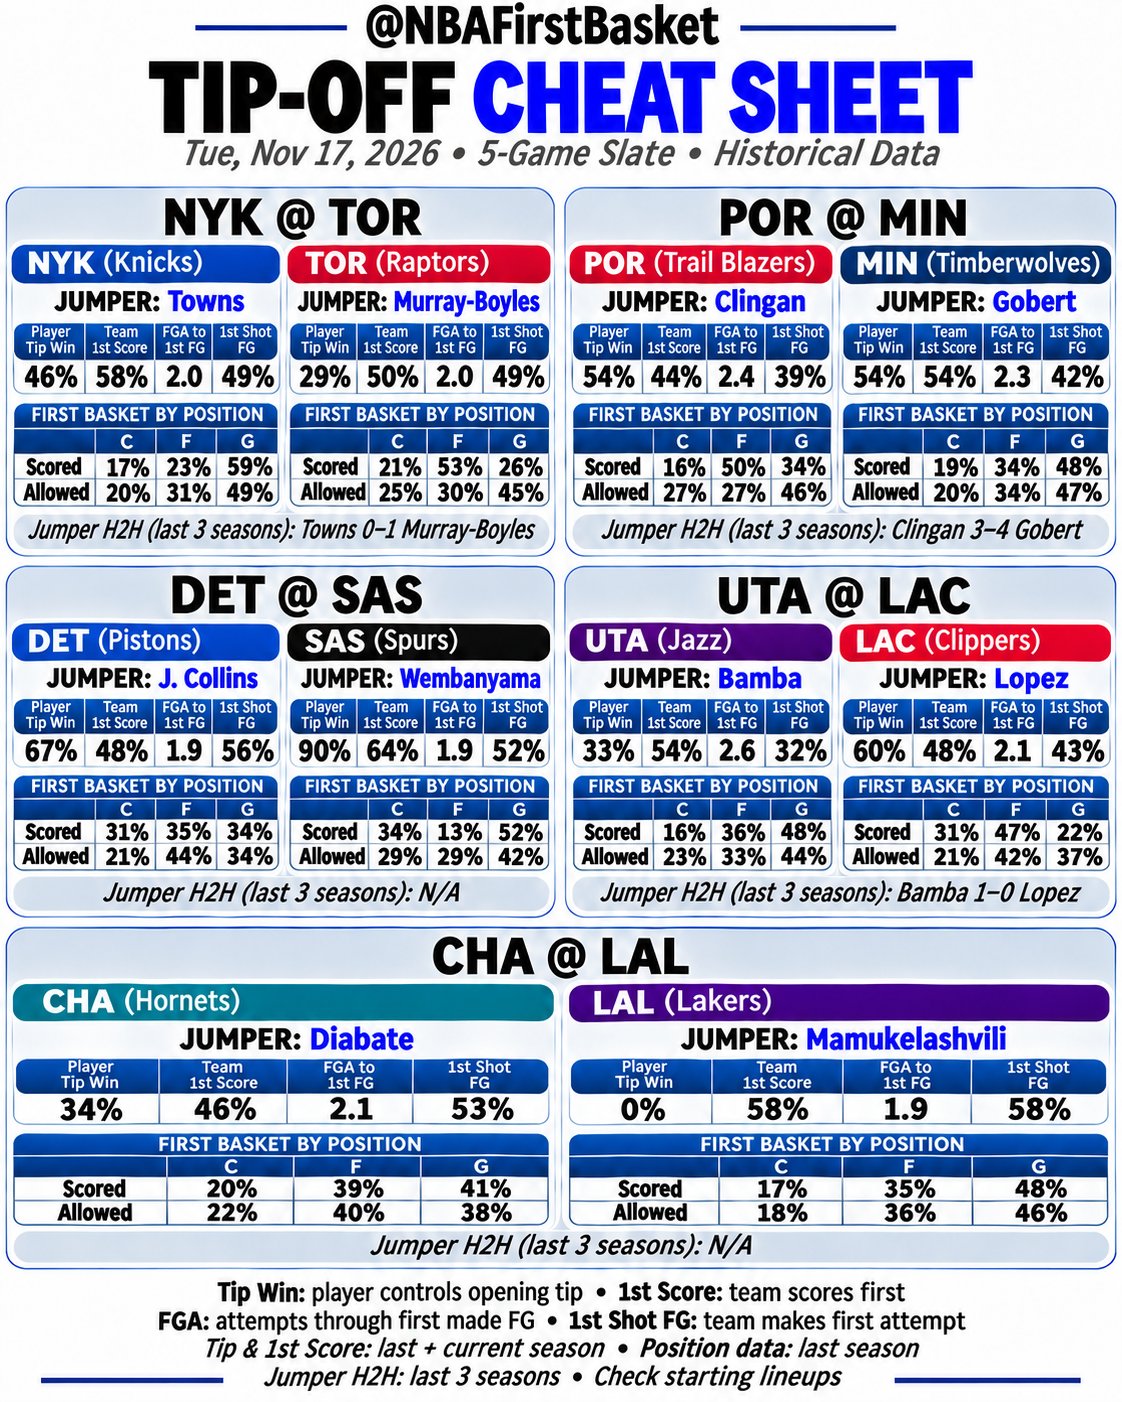 @NBAFirstBasket
TIP-OFF CHEAT SHEET
Tue, Nov 17, 2026 • 5-Game Slate • Historical Data
NYK @ TOR
NYK (Knicks)
JUMPER: Towns
Player Tip Win | Team 1st Score | FGA to 1st FG | 1st Shot FG
46% 58% 2.0 49%
FIRST BASKET BY POSITION
C F G
Scored 17% 23% 59%
Allowed 20% 31% 49%
TOR (Raptors)
JUMPER: Murray-Boyles
Player Tip Win | Team 1st Score | FGA to 1st FG | 1st Shot FG
29% 50% 2.0 49%
FIRST BASKET BY POSITION
C F G
Scored 21% 53% 26%
Allowed 25% 30% 45%
Jumper H2H (last 3 seasons): Towns 0–1 Murray-Boyles
POR @ MIN
POR (Trail Blazers)
JUMPER: Clingan
Player Tip Win | Team 1st Score | FGA to 1st FG | 1st Shot FG
54% 44% 2.4 39%
FIRST BASKET BY POSITION
C F G
Scored 16% 50% 34%
Allowed 27% 27% 46%
MIN (Timberwolves)
JUMPER: Gobert
Player Tip Win | Team 1st Score | FGA to 1st FG | 1st Shot FG
54% 54% 2.3 42%
FIRST BASKET BY POSITION
C F G
Scored 19% 34% 48%
Allowed 20% 34% 47%
Jumper H2H (last 3 seasons): Clingan 3–4 Gobert
DET @ SAS
DET (Pistons)
JUMPER: J. Collins
Player Tip Win | Team 1st Score | FGA to 1st FG | 1st Shot FG
67% 48% 1.9 56%
FIRST BASKET BY POSITION
C F G
Scored 31% 35% 34%
Allowed 21% 44% 34%
SAS (Spurs)
JUMPER: Wembanyama
Player Tip Win | Team 1st Score | FGA to 1st FG | 1st Shot FG
90% 64% 1.9 52%
FIRST BASKET BY POSITION
C F G
Scored 34% 13% 52%
Allowed 29% 29% 42%
Jumper H2H (last 3 seasons): N/A
UTA @ LAC
UTA (Jazz)
JUMPER: Bamba
Player Tip Win | Team 1st Score | FGA to 1st FG | 1st Shot FG
33% 54% 2.6 32%
FIRST BASKET BY POSITION
C F G
Scored 16% 36% 48%
Allowed 23% 33% 44%
LAC (Clippers)
JUMPER: Lopez
Player Tip Win | Team 1st Score | FGA to 1st FG | 1st Shot FG
60% 48% 2.1 43%
FIRST BASKET BY POSITION
C F G
Scored 31% 47% 22%
Allowed 21% 42% 37%
Jumper H2H (last 3 seasons): Bamba 1–0 Lopez
CHA @ LAL
CHA (Hornets)
JUMPER: Diabate
Player Tip Win | Team 1st Score | FGA to 1st FG | 1st Shot FG
34% 46% 2.1 53%
FIRST BASKET BY POSITION
C F G
Scored 20% 39% 41%
Allowed 22% 40% 38%
LAL (Lakers)
JUMPER: Mamukelashvili
Player Tip Win | Team 1st Score | FGA to 1st FG | 1st Shot FG
0% 58% 1.9 58%
FIRST BASKET BY POSITION
C F G
Scored 17% 35% 48%
Allowed 18% 36% 46%
Jumper H2H (last 3 seasons): N/A
Tip Win: player controls opening tip • 1st Score: team scores first
FGA: attempts through first made FG • 1st Shot FG: team makes first attempt
Tip & 1st Score: last + current season • Position data: last season
Jumper H2H: last 3 seasons • Check starting lineups